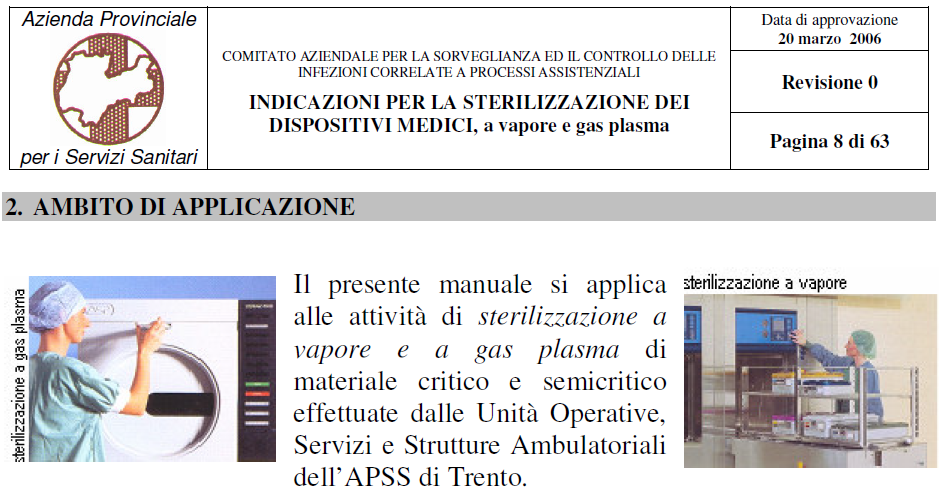 Azienda Provinciale
per i Servizi Sanitari
COMITATO AZIENDALE PER LA SORVEGLIANZA ED IL CONTROLLO DELLE
INFEZIONI CORRELATE A PROCESSI ASSISTENZIALI
INDICAZIONI PER LA STERILIZZAZIONE DEI
DISPOSITIVI MEDICI, a vapore e gas plasma
Data di approvazione
20 marzo 2006
Revisione 0
Pagina 8 di 63
2. AMBITO DI APPLICAZIONE
sterilizzazione a gas plasma
Il presente manuale si applica
alle attività di sterilizzazione a
vapore e a gas plasma di
materiale critico e semicritico
effettuate dalle Unità Operative,
Servizi e Strutture Ambulatoriali
dell'APSS di Trento.
sterilizzazione a vapore